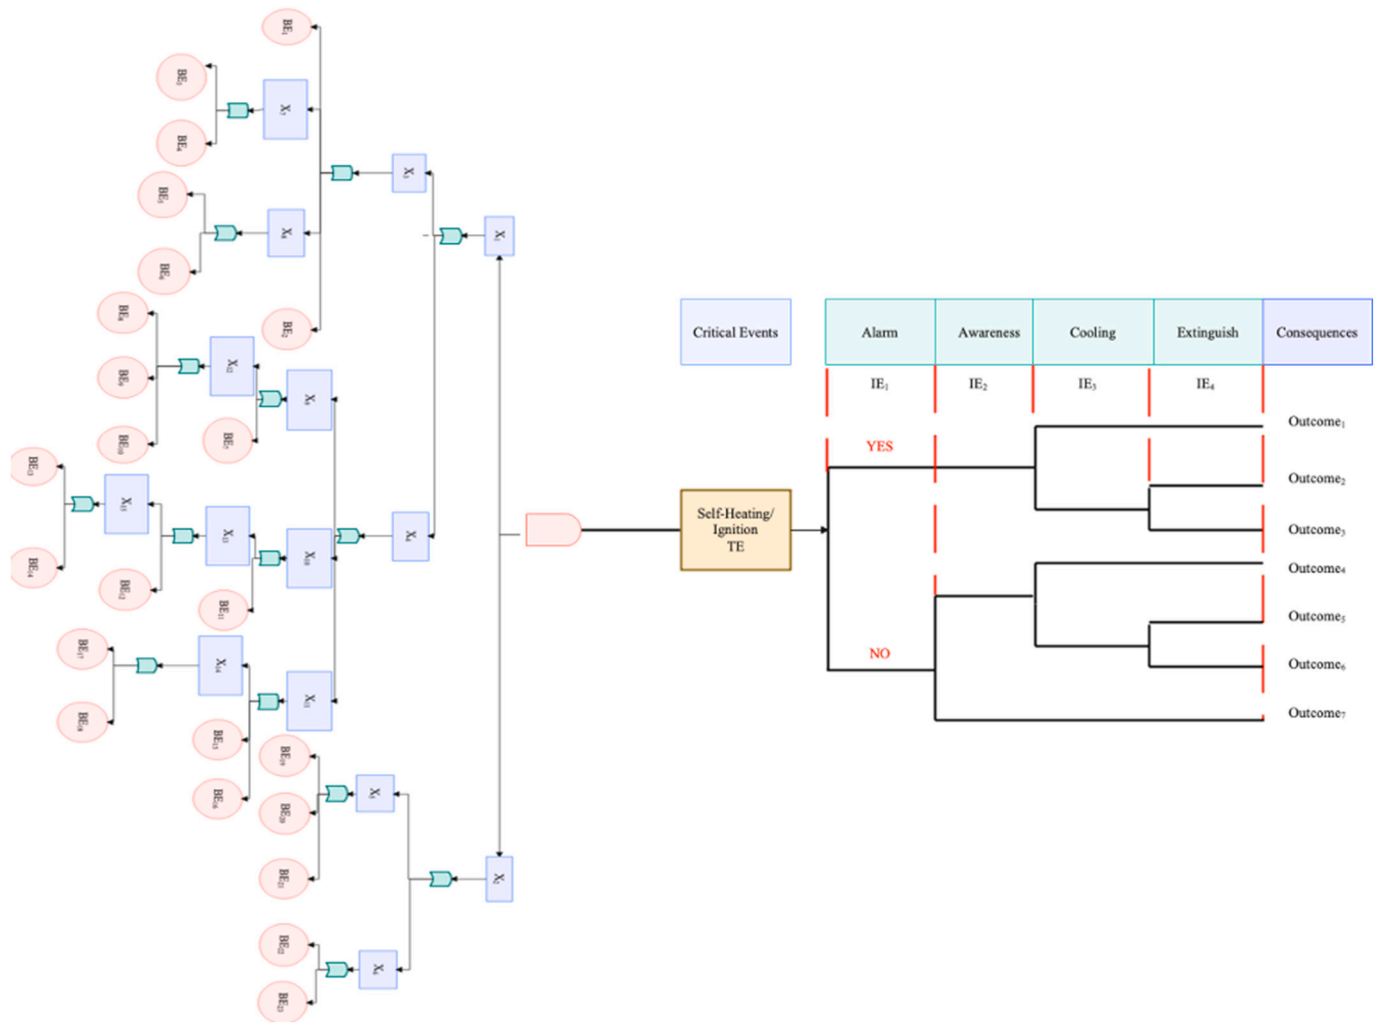 BE₁
BE₃
X₇
BE₄
X₃
BE₅
X₈
X₁
BE₆
BE₂
BE₈
X₁₂
BE₉
X₉
BE₇
BE₁₀
BE₁₃
X₁₅
X₁₃
X₁₀
X₄
BE₁₄
BE₁₂
BE₁₁
BE₁₇
X₁₄
X₁₁
BE₁₈
BE₁₅
BE₁₆
BE₁₉
X₅
BE₂₀
BE₂₁
X₂
BE₂₂
X₆
BE₂₃
Critical Events
Alarm
Awareness
Cooling
Extinguish
Consequences
IE₁
IE₂
IE₃
IE₄
YES
NO
Self-Heating/
Ignition
TE
Outcome₁
Outcome₂
Outcome₃
Outcome₄
Outcome₅
Outcome₆
Outcome₇